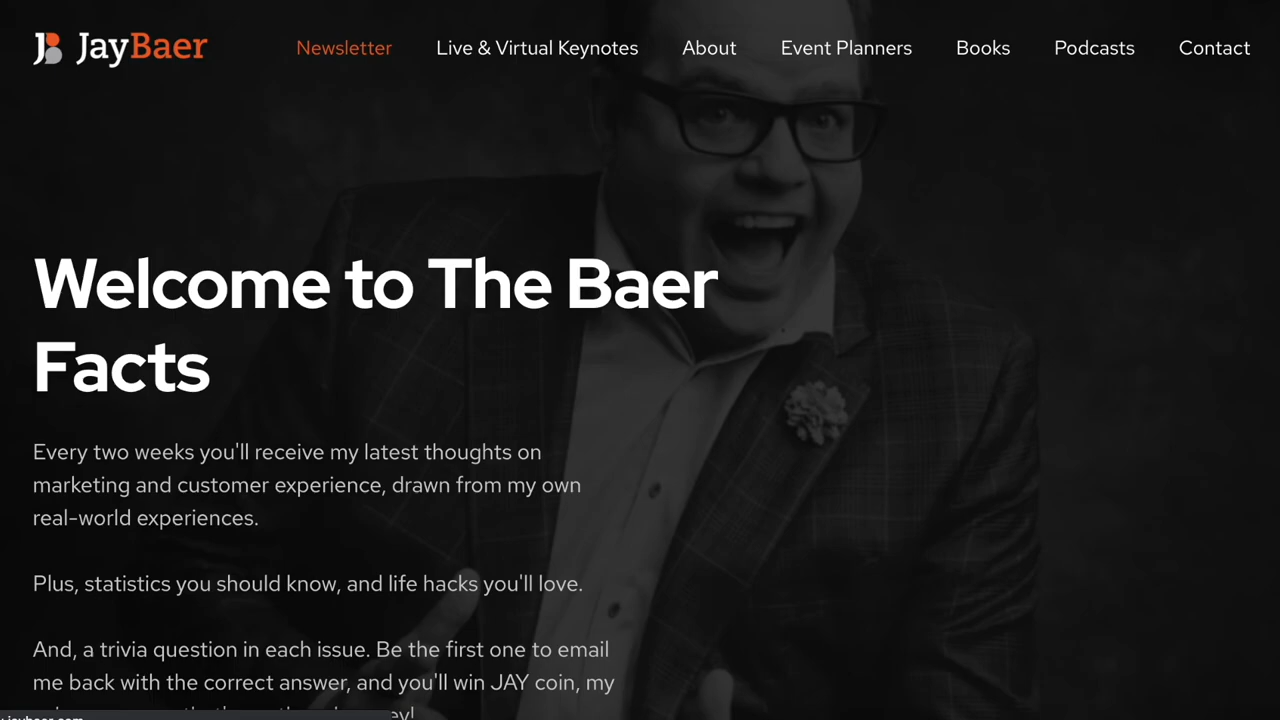 JayBaer
Newsletter
Live & Virtual Keynotes
About
Event Planners
Books
Podcasts
Contact
Welcome to The Baer
Facts
Every two weeks you'll receive my latest thoughts on
marketing and customer experience, drawn from my own
real-world experiences.
Plus, statistics you should know, and life hacks you'll love.
And, a trivia question in each issue. Be the first one to email
me back with the correct answer, and you'll win JAY coin, my